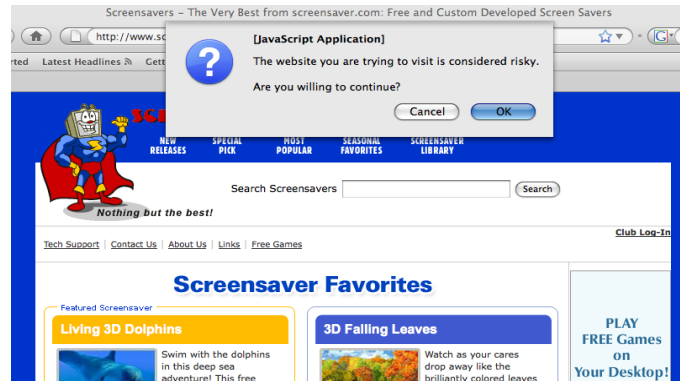 Screensavers – The Very Best from screensaver.com: Free and Custom Developed Screen Savers
http://www.sc
[JavaScript Application]
The website you are trying to visit is considered risky.
Are you willing to continue?
Cancel OK
rted Latest Headlines Gett
NEW RELEASES SPECIAL PICK MOST POPULAR SEASONAL FAVORITES SCREENSAVER LIBRARY
Search Screensavers Search
Nothing but the best!
Club Log-In
Tech Support | Contact Us | About Us | Links | Free Games
Screensaver Favorites
Featured Screensaver
Living 3D Dolphins
Swim with the dolphins
in this deep sea
adventure! This free
3D Falling Leaves
Watch as your cares
drop away like the
brilliantly colored leaves
PLAY
FREE Games
on
Your Desktop!